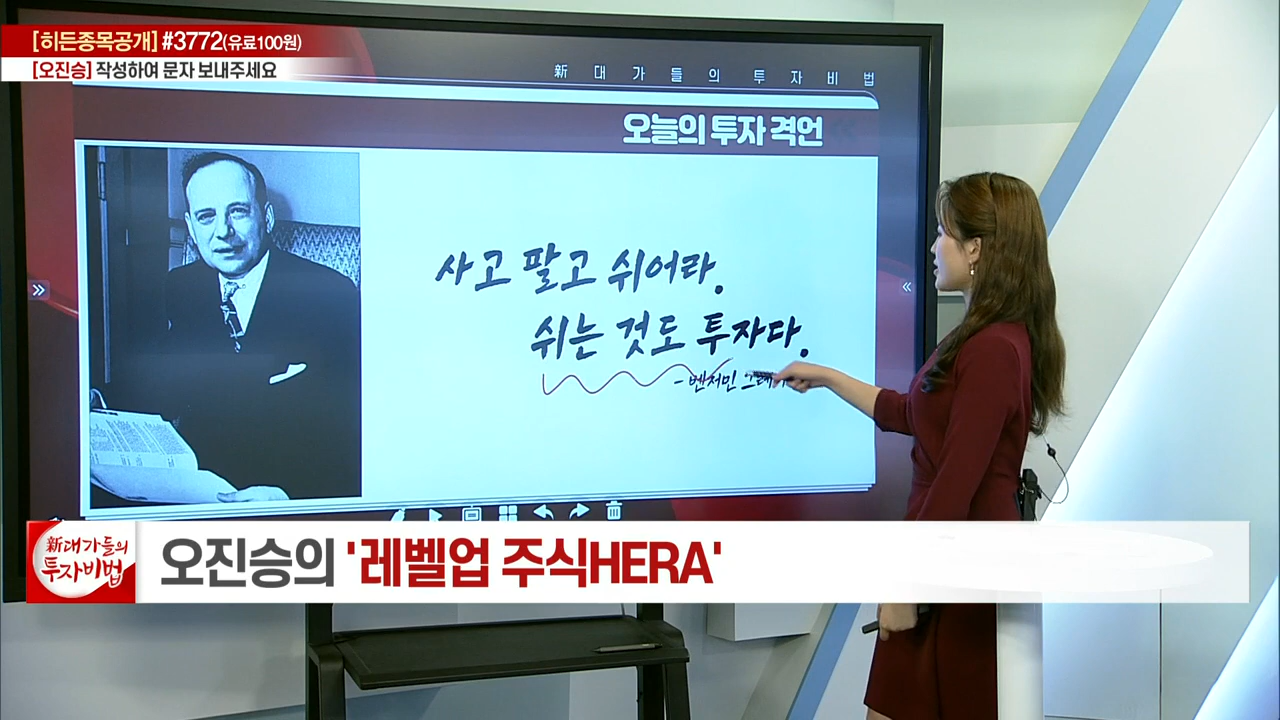 [히든종목공개] #3772(유료100원)
[오진승] 작성하여 문자 보내주세요
新 대가들의 투자비법
오늘의 투자 격언
사고 팔고 쉬어라.
쉬는 것도 투자다.
- 벤저민
新대가들의
투자비법
오진승의 '레벨업 주식HERA'